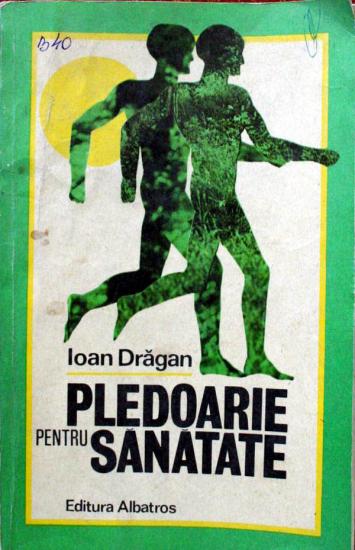 B40
Ioan Drăgan
PLEDOARIE
PENTRU
SĂNĂTATE
Editura Albatros